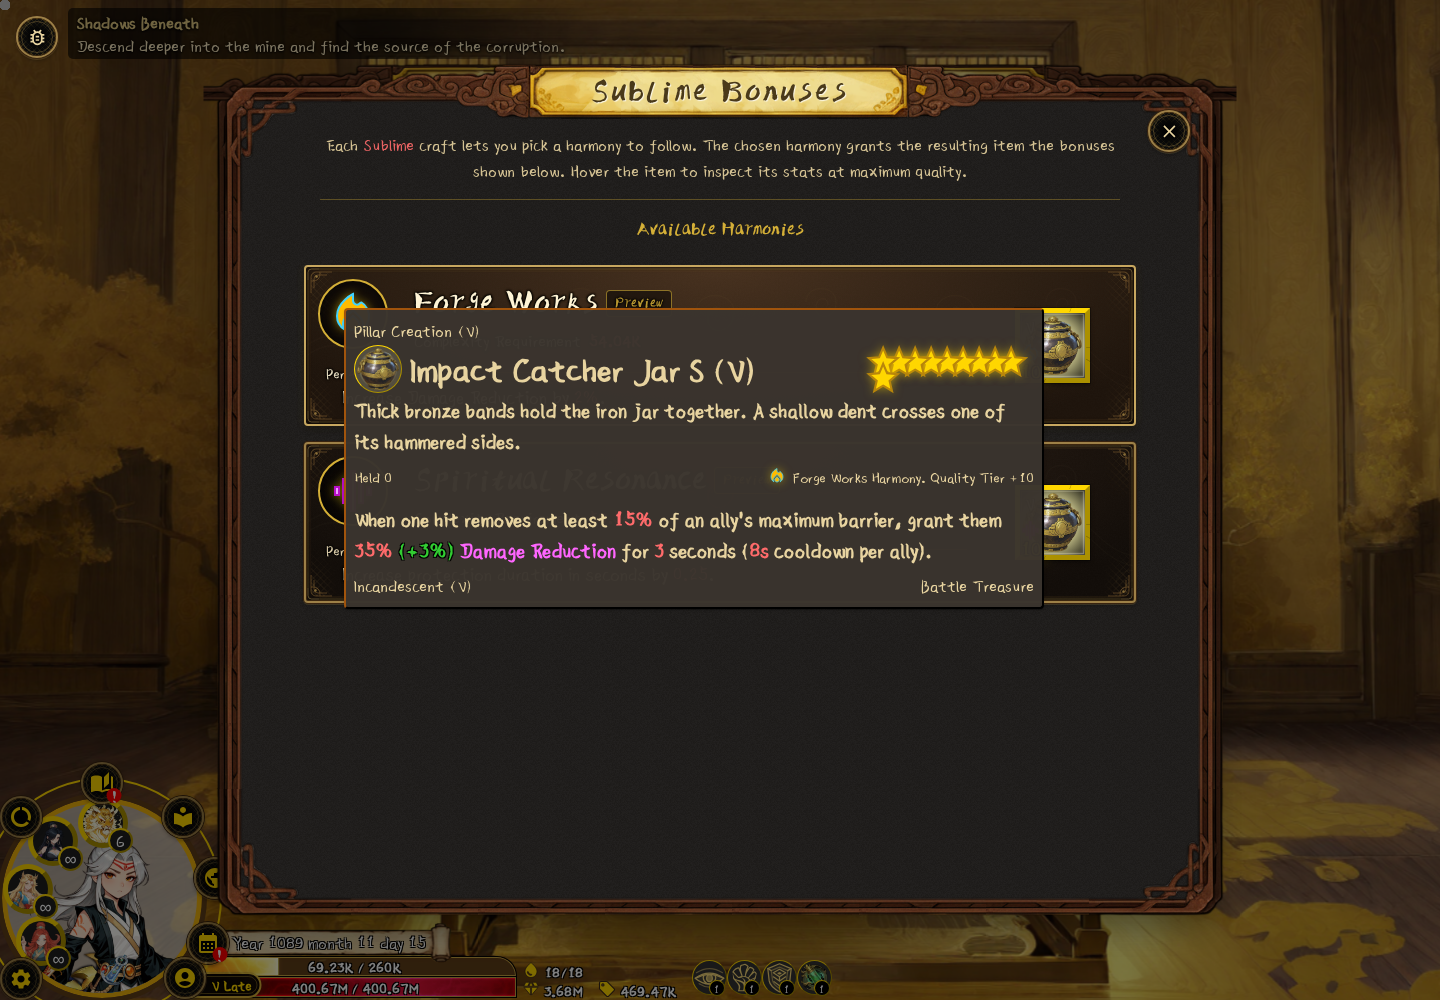 Shadows Beneath
Descend deeper into the mine and find the source of the corruption.
Sublime Bonuses
Each Sublime craft lets you pick a harmony to follow. The chosen harmony grants the resulting item the bonuses
shown below. Hover the item to inspect its stats at maximum quality.
Available Harmonies
Forge Works Preview
Pillar Creation (V)
Impact Catcher Jar S (V)
Thick bronze bands hold the iron jar together. A shallow dent crosses one of
its hammered sides.
Held 0
Forge Works Harmony. Quality Tier +10
Spiritual Resonance
When one hit removes at least 15% of an ally's maximum barrier, grant them
35% (+3%) Damage Reduction for 3 seconds (8s cooldown per ally).
Incandescent (V)
Battle Treasure
Per
Per
6
∞
∞
∞
Year 1089 month 11 day 15
69.23K / 260K
V Late
400.67M / 400.67M
18/18
3.68M
469.47K
f
f
f
f